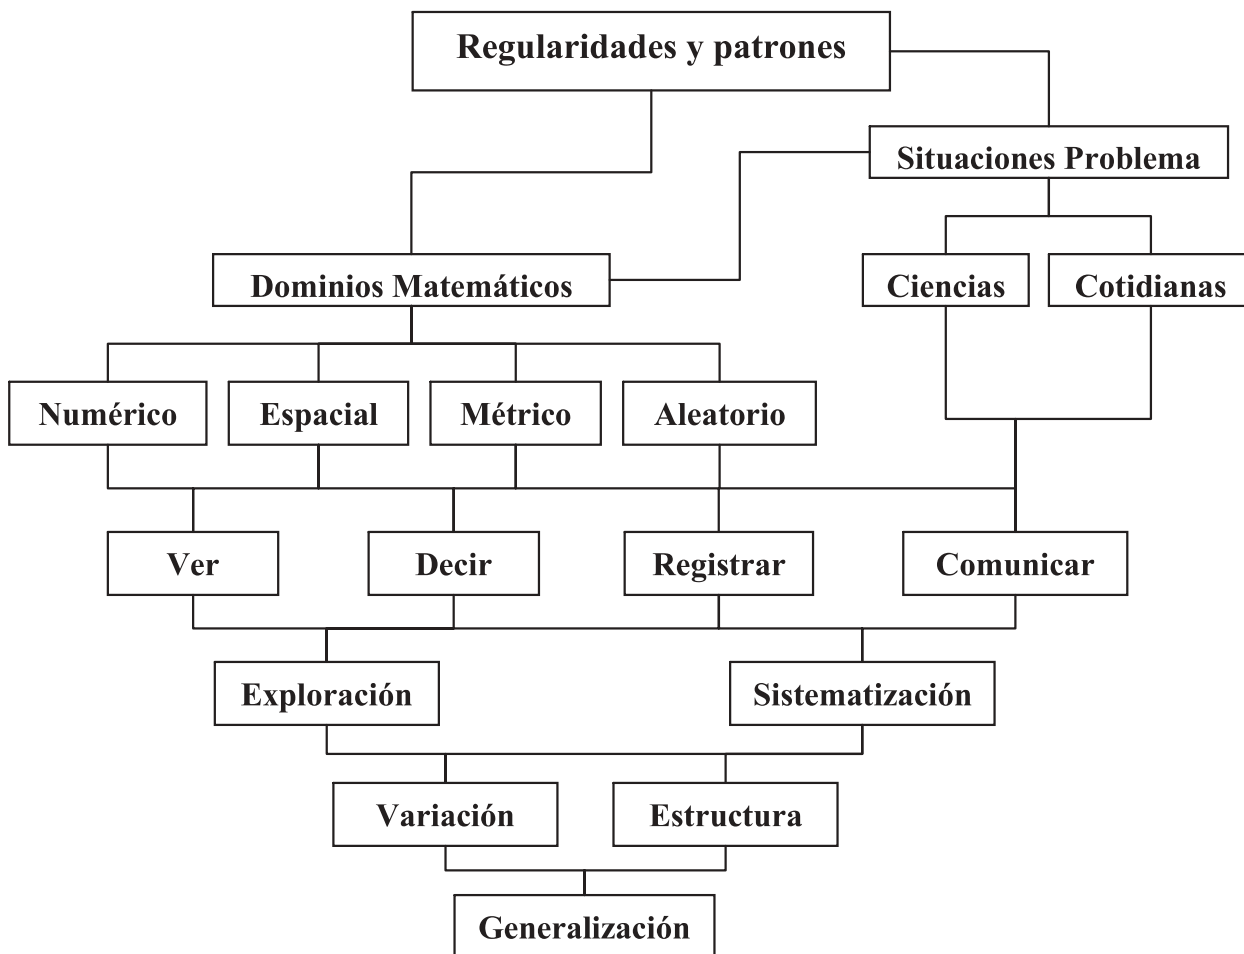 Regularidades y patrones
Situaciones Problema
Dominios Matemáticos
Ciencias
Cotidianas
Numérico
Espacial
Métrico
Aleatorio
Ver
Decir
Registrar
Comunicar
Exploración
Sistematización
Variación
Estructura
Generalización